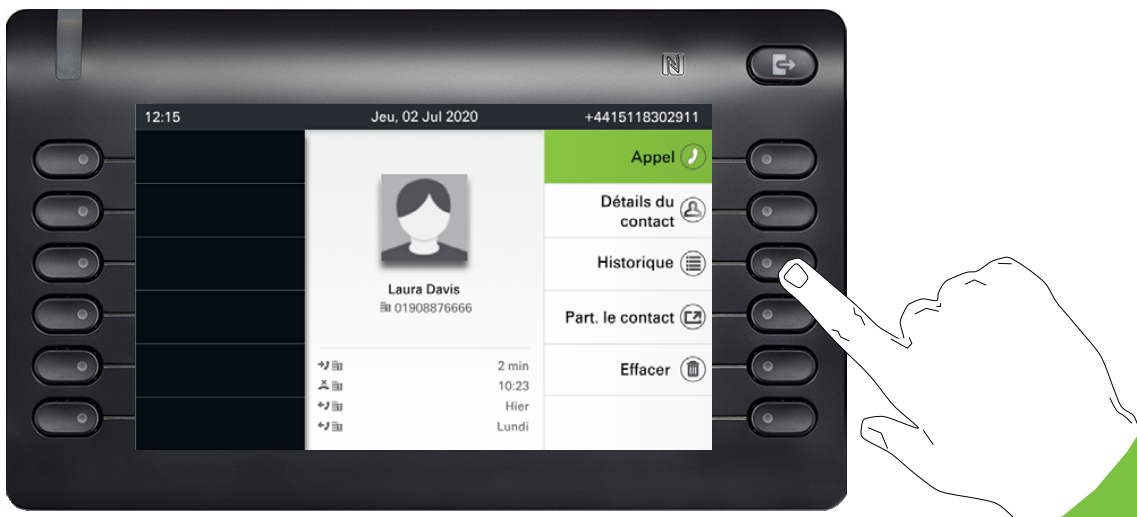 12:15
Jeu, 02 Jul 2020
+4415118302911
Appel
Détails du
contact
Historique
Part. le contact
Effacer
Laura Davis
01908876666
2 min
10:23
Hier
Lundi